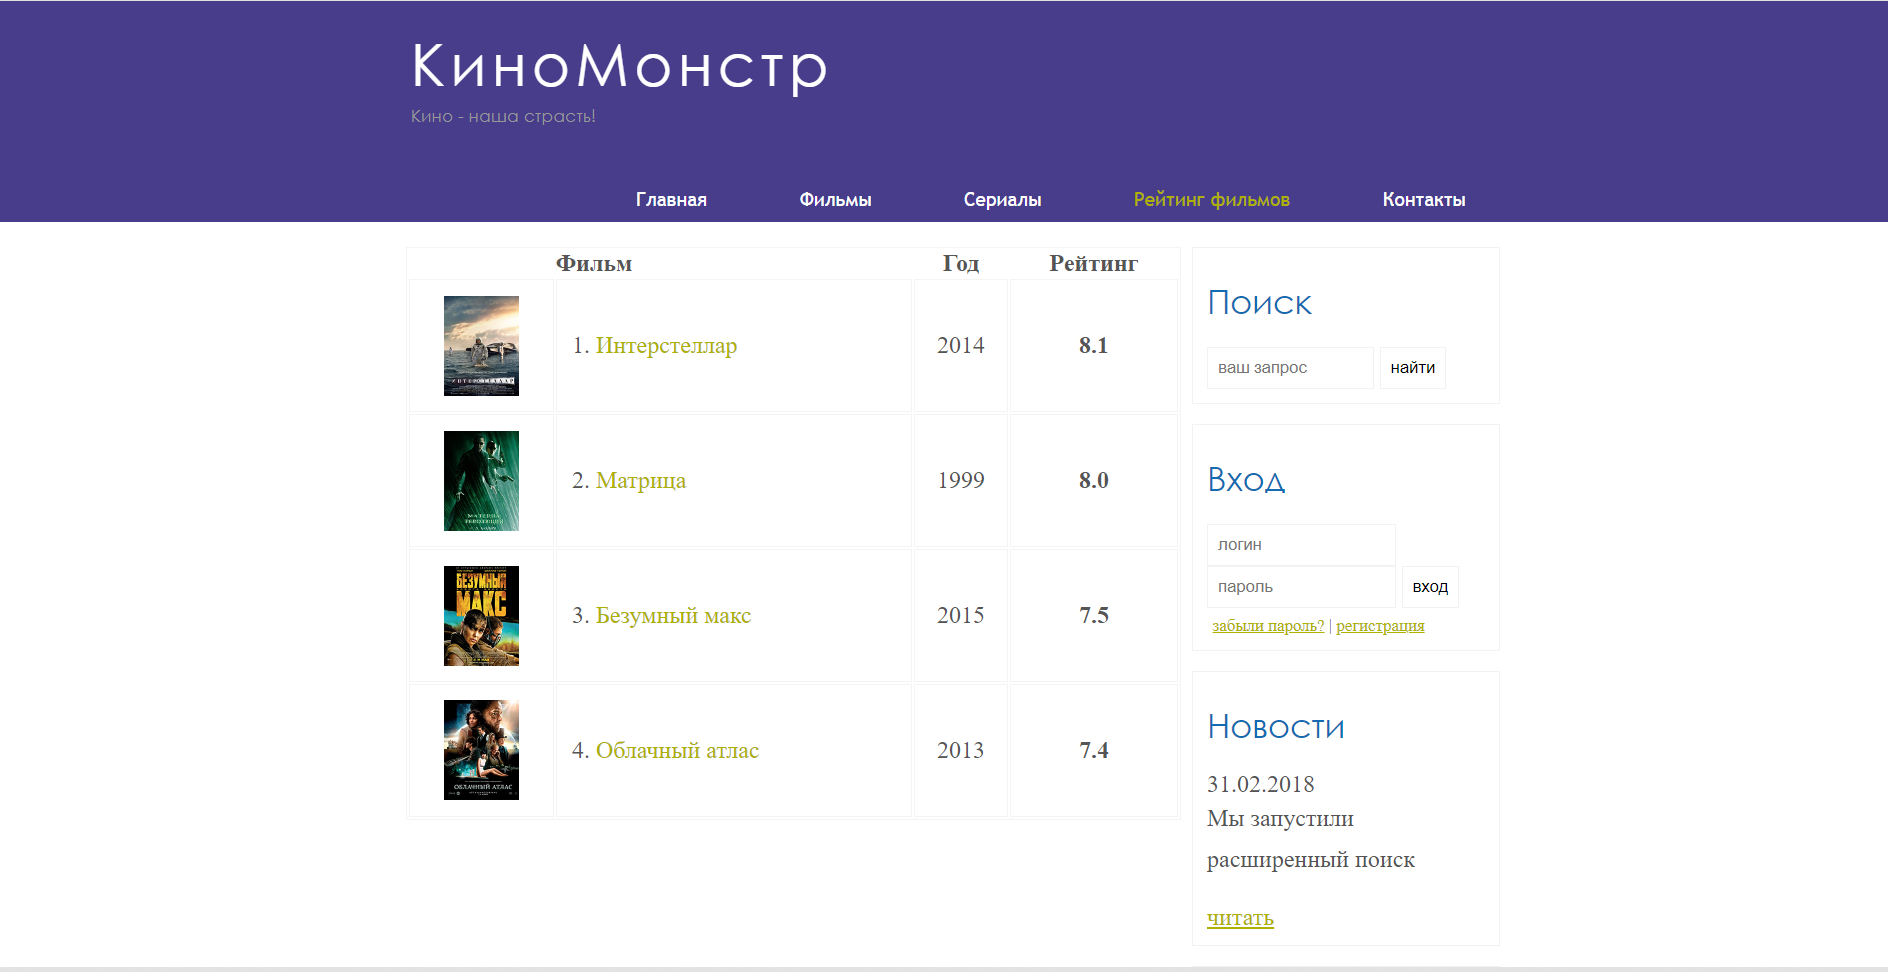 КиноМонстр
Кино - наша страсть!
Главная Фильмы Сериалы Рейтинг фильмов Контакты
Фильм Год Рейтинг
1. Интерстеллар 2014 8.1
2. Матрица 1999 8.0
БЕЗУМНЫЙ
МАКС
3. Безумный макс 2015 7.5
ОБЛАЧНЫЙ АТЛАС
4. Облачный атлас 2013 7.4
Поиск
ваш запрос найти
Вход
логин
пароль вход
забыли пароль? | регистрация
Новости
31.02.2018
Мы запустили
расширенный поиск
читать